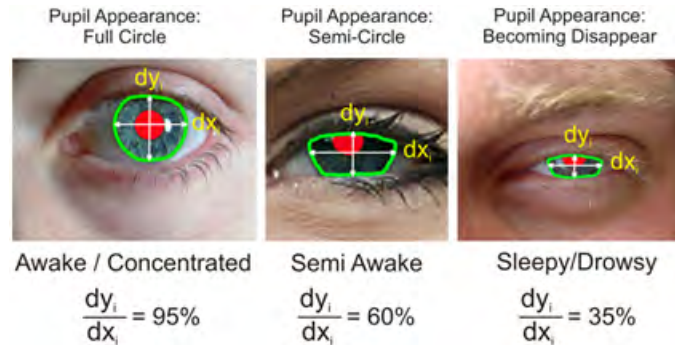 Pupil Appearance:
Full Circle
Pupil Appearance:
Semi-Circle
Pupil Appearance:
Becoming Disappear
dyᵢ
dxᵢ
dyᵢ
dxᵢ
dyᵢ
dxᵢ
Awake / Concentrated
Semi Awake
Sleepy/Drowsy
dyᵢ
dxᵢ = 95%
dyᵢ
dxᵢ = 60%
dyᵢ
dxᵢ = 35%